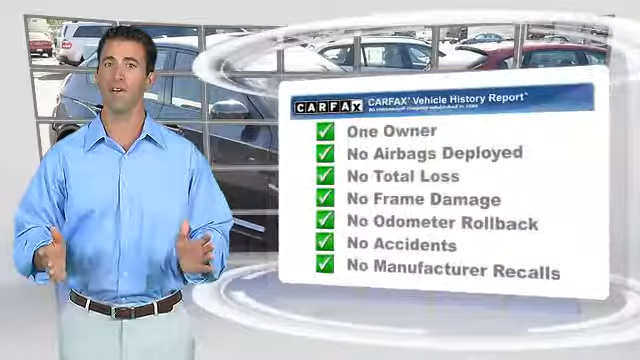 CARFAX CARFAX Vehicle History Report™
One Owner
No Airbags Deployed
No Total Loss
No Frame Damage
No Odometer Rollback
No Accidents
No Manufacturer Recalls